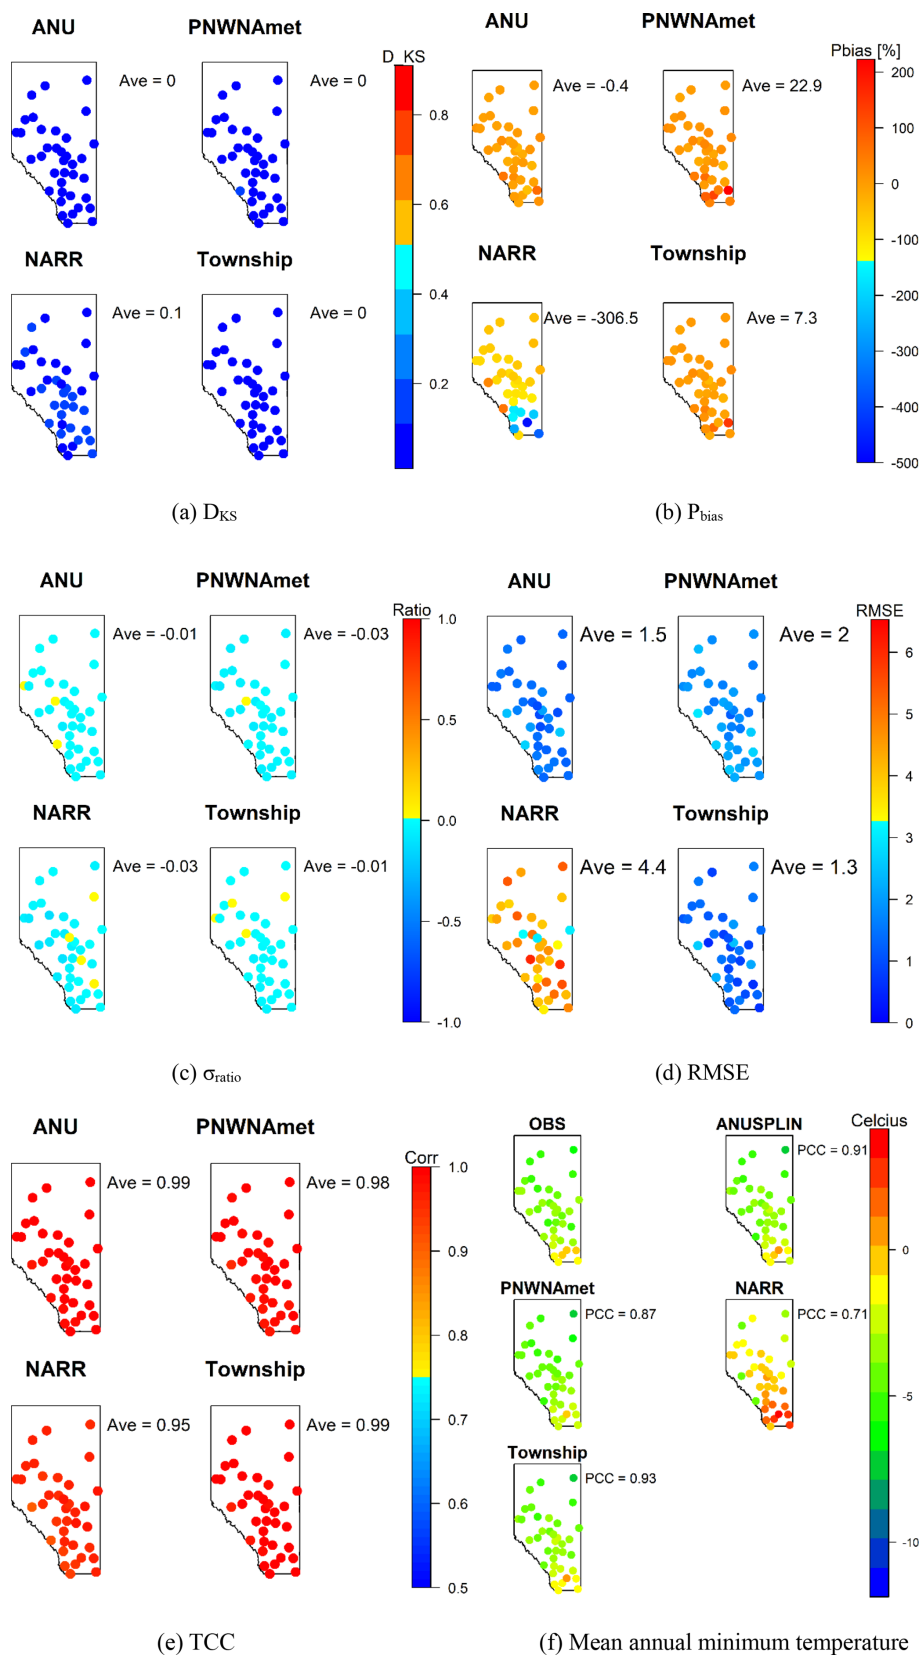 ANU PNWNAmet
D_KS
Ave = 0 Ave = 0
0.8
0.6
NARR Township
0.4
Ave = 0.1 Ave = 0
0.2
(a) DKS
ANU PNWNAmet
Pbias [%]
200
Ave = -0.4 Ave = 22.9
100
0
-100
NARR Township
-200
Ave = -306.5 Ave = 7.3
-300
-400
-500
(b) Pbias
ANU PNWNAmet
Ratio
1.0
Ave = -0.01 Ave = -0.03
0.5
NARR Township
0.0
Ave = -0.03 Ave = -0.01
-0.5
-1.0
(c) σratio
ANU PNWNAmet
RMSE
6
Ave = 1.5 Ave = 2
5
4
NARR Township
3
Ave = 4.4 Ave = 1.3
2
1
0
(d) RMSE
ANU PNWNAmet
Corr
1.0
Ave = 0.99 Ave = 0.98
0.9
0.8
NARR Township
0.7
Ave = 0.95 Ave = 0.99
0.6
0.5
(e) TCC
OBS ANUSPLIN
Celcius
PCC = 0.91
0
PNWNAmet NARR
PCC = 0.87 PCC = 0.71
-5
Township
PCC = 0.93
-10
(f) Mean annual minimum temperature